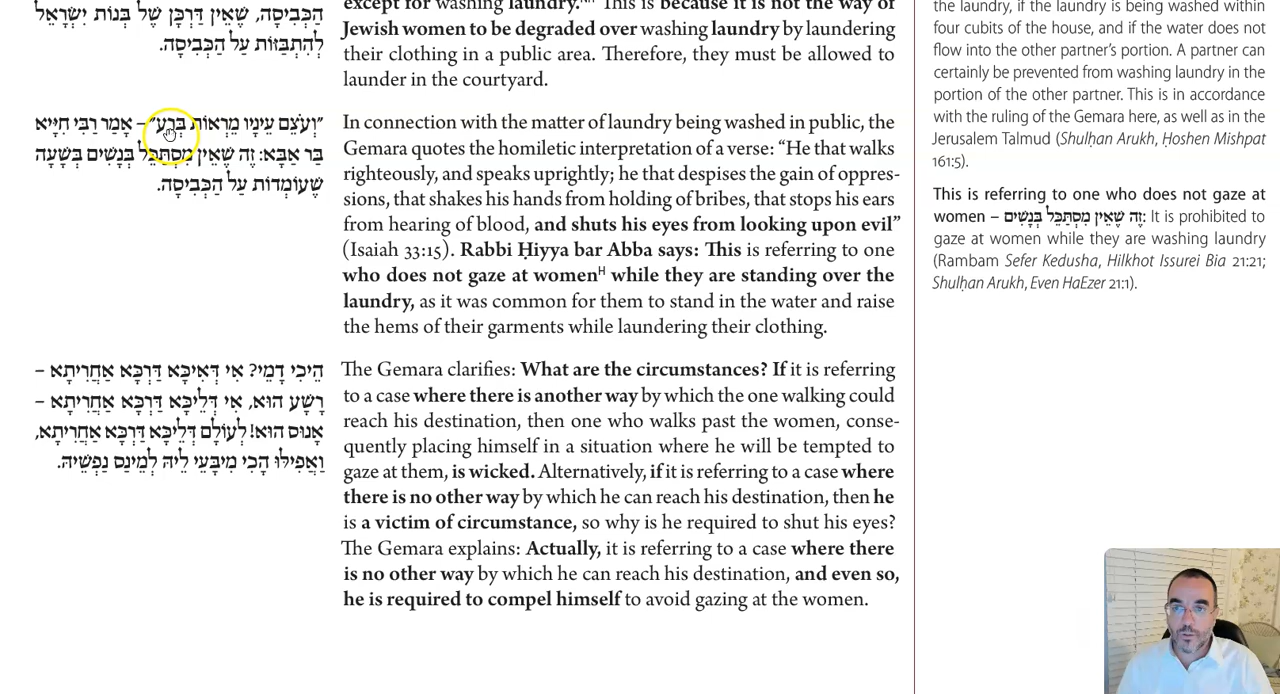 הַכְּבִיסָה, שֶׁאֵין דַּרְכָּן שֶׁל בְּנוֹת יִשְׂרָאֵל
לְהִתְבַּזּוֹת עַל הַכְּבִיסָה.
״וְעֹצֵם עֵינָיו מֵרְאוֹת בְּרָע״ – אָמַר רַבִּי חִיָּיא
בַּר אַבָּא: זֶה שֶׁאֵין מִסְתַּכֵּל בְּנָשִׁים בְּשָׁעָה
שֶׁעוֹמְדוֹת עַל הַכְּבִיסָה.
הֵיכִי דָמֵי? אִי דְּאִיכָּא דַּרְכָּא אַחֲרִיתָא –
רָשָׁע הוּא, אִי דְּלֵיכָּא דַּרְכָּא אַחֲרִיתָא –
אָנוּס הוּא! לְעוֹלָם דְּלֵיכָּא דַּרְכָּא אַחֲרִיתָא,
וַאֲפִילּוּ הָכִי מִיבָּעֵי לֵיהּ לְמֵינַס נַפְשֵׁיהּ.
except for washing laundry. This is because it is not the way of
Jewish women to be degraded over washing laundry by laundering
their clothing in a public area. Therefore, they must be allowed to
launder in the courtyard.
In connection with the matter of laundry being washed in public, the
Gemara quotes the homiletic interpretation of a verse: “He that walks
righteously, and speaks uprightly; he that despises the gain of oppres-
sions, that shakes his hands from holding of bribes, that stops his ears
from hearing of blood, and shuts his eyes from looking upon evil”
(Isaiah 33:15). Rabbi Ḥiyya bar Abba says: This is referring to one
who does not gaze at womenᴴ while they are standing over the
laundry, as it was common for them to stand in the water and raise
the hems of their garments while laundering their clothing.
The Gemara clarifies: What are the circumstances? If it is referring
to a case where there is another way by which the one walking could
reach his destination, then one who walks past the women, conse-
quently placing himself in a situation where he will be tempted to
gaze at them, is wicked. Alternatively, if it is referring to a case where
there is no other way by which he can reach his destination, then he
is a victim of circumstance, so why is he required to shut his eyes?
The Gemara explains: Actually, it is referring to a case where there
is no other way by which he can reach his destination, and even so,
he is required to compel himself to avoid gazing at the women.
the laundry, if the laundry is being washed within
four cubits of the house, and if the water does not
flow into the other partner’s portion. A partner can
certainly be prevented from washing laundry in the
portion of the other partner. This is in accordance
with the ruling of the Gemara here, as well as in the
Jerusalem Talmud (Shulḥan Arukh, Ḥoshen Mishpat
161:5).
This is referring to one who does not gaze at
women – זֶה שֶׁאֵין מִסְתַּכֵּל בְּנָשִׁים: It is prohibited to
gaze at women while they are washing laundry
(Rambam Sefer Kedusha, Hilkhot Issurei Bia 21:21;
Shulḥan Arukh, Even HaEzer 21:1).